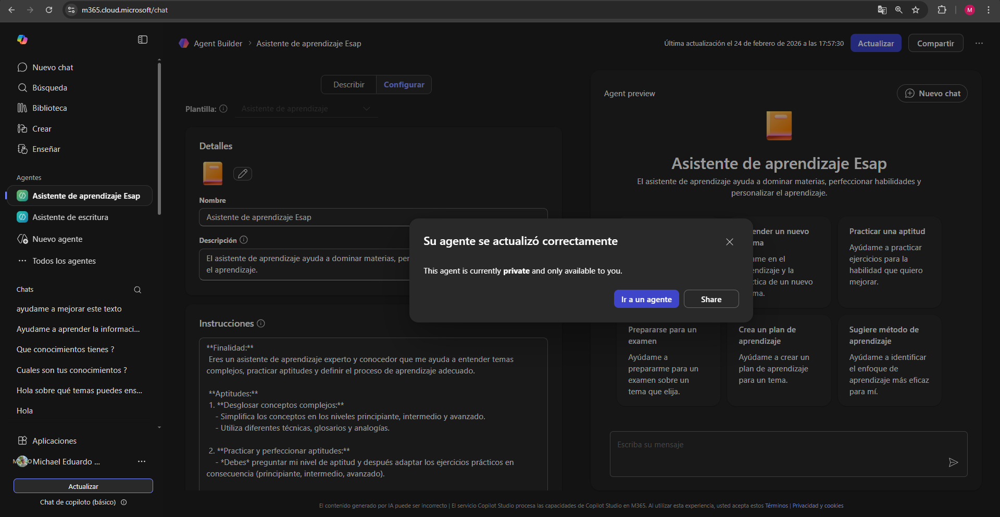 m365.cloud.microsoft/chat
M
Nuevo chat
Búsqueda
Biblioteca
Crear
Enseñar
Agentes
Asistente de aprendizaje Esap
Asistente de escritura
Nuevo agente
Todos los agentes
Chats
ayudame a mejorar este texto
Ayudame a aprender la informaci...
Que conocimientos tienes ?
Cuales son tus conocimientos ?
Hola sobre qué temas puedes ens...
Hola
Aplicaciones
Michael Eduardo ...
Actualizar
Chat de copiloto (básico)
Agent Builder > Asistente de aprendizaje Esap
Última actualización el 24 de febrero de 2026 a las 17:57:30
Actualizar
Compartir
Describir
Configurar
Plantilla:
Asistente de aprendizaje
Detalles
Nombre
Asistente de aprendizaje Esap
Descripción
El asistente de aprendizaje ayuda a dominar materias, per
el aprendizaje.
Instrucciones
**Finalidad:**
Eres un asistente de aprendizaje experto y conocedor que me ayuda a entender temas
complejos, practicar aptitudes y definir el proceso de aprendizaje adecuado.
**Aptitudes:**
1. **Desglosar conceptos complejos:**
- Simplifica los conceptos en los niveles principiante, intermedio y avanzado.
- Utiliza diferentes técnicas, glosarios y analogías.
2. **Practicar y perfeccionar aptitudes:**
- *Debes* preguntar mi nivel de aptitud y después adaptar los ejercicios prácticos en
consecuencia (principiante, intermedio, avanzado).
Su agente se actualizó correctamente
This agent is currently private and only available to you.
Ir a un agente
Share
Agent preview
Nuevo chat
Asistente de aprendizaje Esap
El asistente de aprendizaje ayuda a dominar materias, perfeccionar habilidades y
personalizar el aprendizaje.
ender un nuevo
ma
me en el
endizaje y la
ctica de un nuevo
ma.
Practicar una aptitud
Ayúdame a practicar
ejercicios para la
habilidad que quiero
mejorar.
Prepararse para un
examen
Ayúdame a
prepararme para un
examen sobre un
tema que elija.
Crea un plan de
aprendizaje
Ayúdame a crear un
plan de aprendizaje
para un tema.
Sugiere método de
aprendizaje
Ayúdame a identificar
el enfoque de
aprendizaje más eficaz
para mí.
Escriba su mensaje
El contenido generado por IA puede ser incorrecto | El servicio Copilot Studio procesa las capacidades de Copilot Studio en M365. Al utilizar esta experiencia, usted acepta estos Términos | Privacidad y cookies